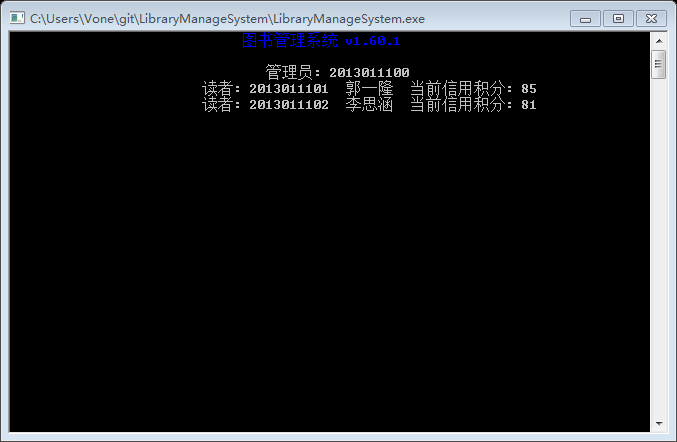 C:\Users\Vone\git\LibraryManageSystem\LibraryManageSystem.exe
图书管理系统 v1.60.1
管理员：2013011100
读者：2013011101 郭一隆 当前信用积分：85
读者：2013011102 李思涵 当前信用积分：81